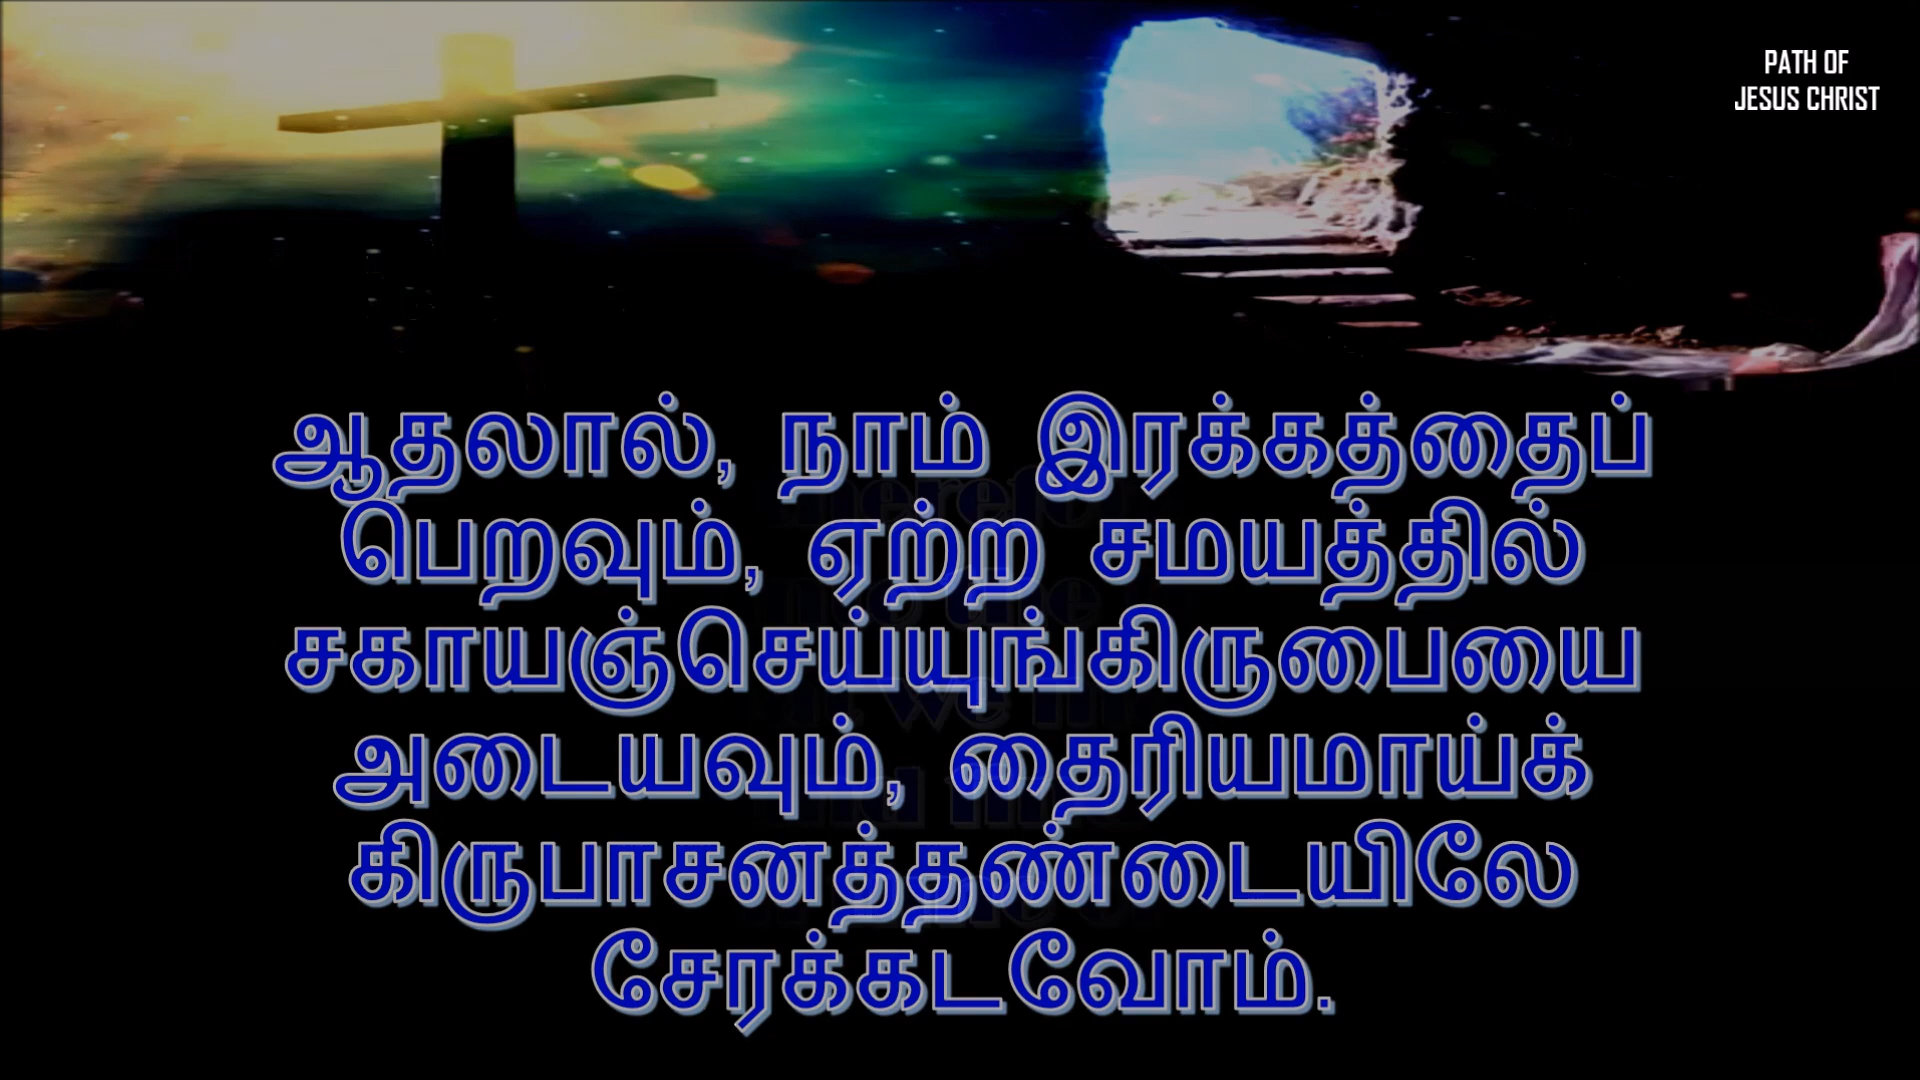 PATH OF
JESUS CHRIST
ஆதலால், நாம் இரக்கத்தைப்
பெறவும், ஏற்ற சமயத்தில்
சகாயஞ்செய்யுங்கிருபையை
அடையவும், தைரியமாய்க்
கிருபாசனத்தண்டையிலே
சேரக்கடவோம்.